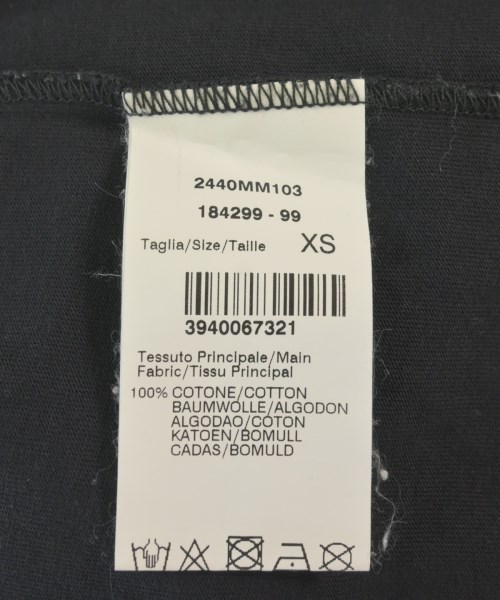 2440MM103
184299 - 99
Taglia/Size/Taille XS
3940067321
Tessuto Principale/Main
Fabric/Tissu Principal
100% COTONE/COTTON
BAUMWOLLE/ALGODON
ALGODAO/COTON
KATOEN/BOMULL
CADAS/BOMULD